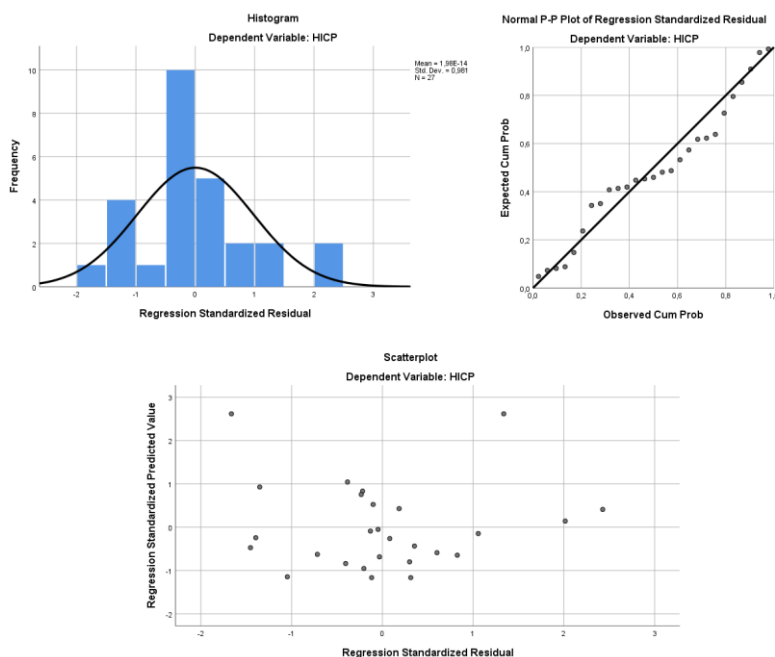 Histogram
Dependent Variable: HICP
Mean = 1,98E-14
Std. Dev. = 0,981
N = 27
10
8
6
4
2
0
Frequency
-2 -1 0 1 2 3
Regression Standardized Residual
Normal P-P Plot of Regression Standardized Residual
Dependent Variable: HICP
1,0
0,8
0,6
0,4
0,2
0,0
Expected Cum Prob
0,0 0,2 0,4 0,6 0,8 1,0
Observed Cum Prob
Scatterplot
Dependent Variable: HICP
3
2
1
0
-1
-2
Regression Standardized Predicted Value
-2 -1 0 1 2 3
Regression Standardized Residual